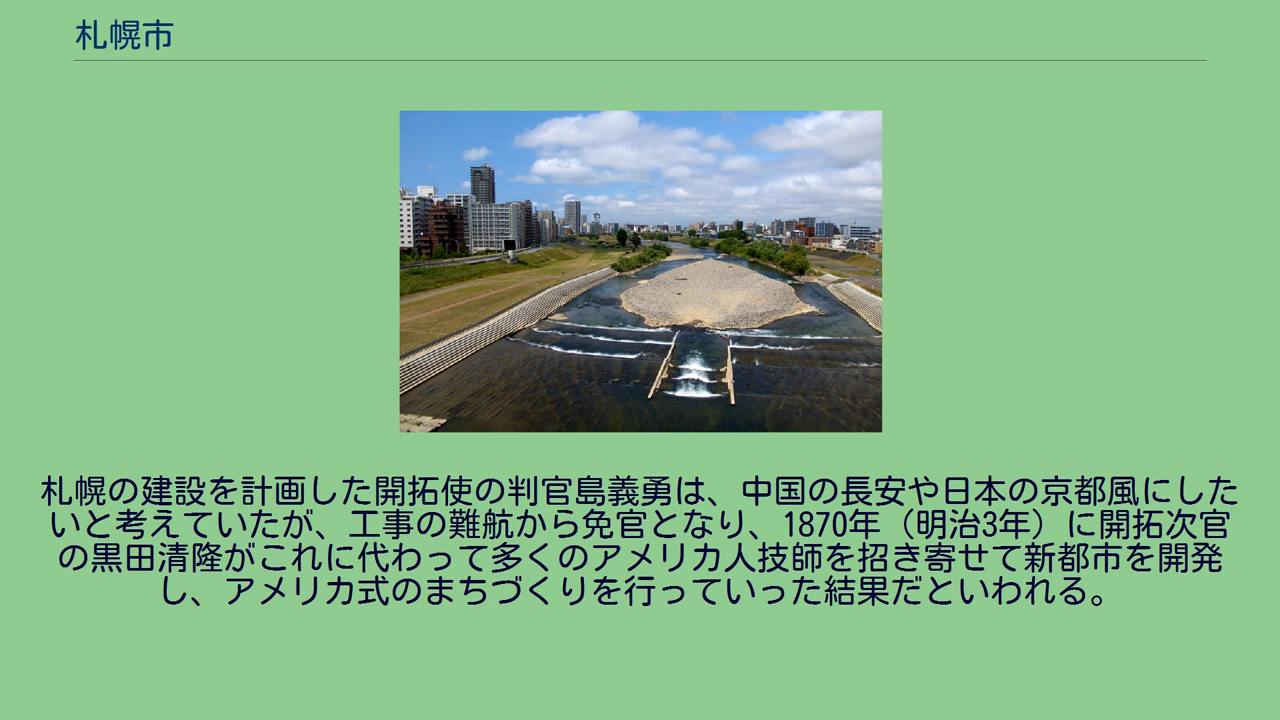 札幌市
札幌の建設を計画した開拓使の判官島義勇は、中国の長安や日本の京都風にした
いと考えていたが、工事の難航から免官となり、1870年（明治3年）に開拓次官
の黒田清隆がこれに代わって多くのアメリカ人技師を招き寄せて新都市を開発
し、アメリカ式のまちづくりを行っていった結果だといわれる。